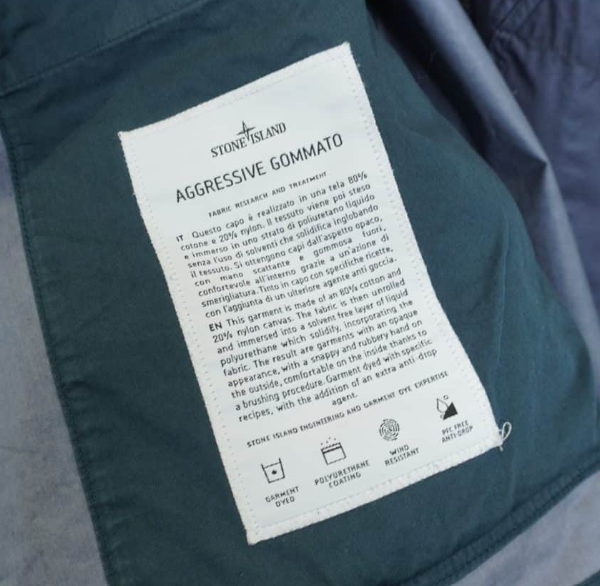 STONE ISLAND
AGGRESSIVE GOMMATO
FABRIC RESEARCH AND TREATMENT
IT Questo capo è realizzato in una tela 80%
cotone e 20% nylon. Il tessuto viene poi steso
e immerso in uno strato di poliuretano liquido
senza l'uso di solventi che solidifica inglobando
il tessuto. Si ottengono capi dall'aspetto opaco,
con mano scattante e gommosa fuori,
confortevole all'interno grazie a un'azione di
smerigliatura. Tinto in capo con specifiche ricette,
con l'aggiunta di un ulteriore agente anti goccia.
EN This garment is made of an 80% cotton and
20% nylon canvas. The fabric is then unrolled
and immersed into a solvent free layer of liquid
polyurethane which solidify, incorporating the
fabric. The result are garments with an opaque
appearance, with a snappy and rubbery hand on
the outside, comfortable on the inside thanks to
a brushing procedure. Garment dyed with specific
recipes, with the addition of an extra anti-drop
agent.
STONE ISLAND ENGINEERING AND GARMENT DYE EXPERTISE
GARMENT
DYED
POLYURETHANE
COATING
WIND
RESISTANT
PFC FREE
ANTI-DROP